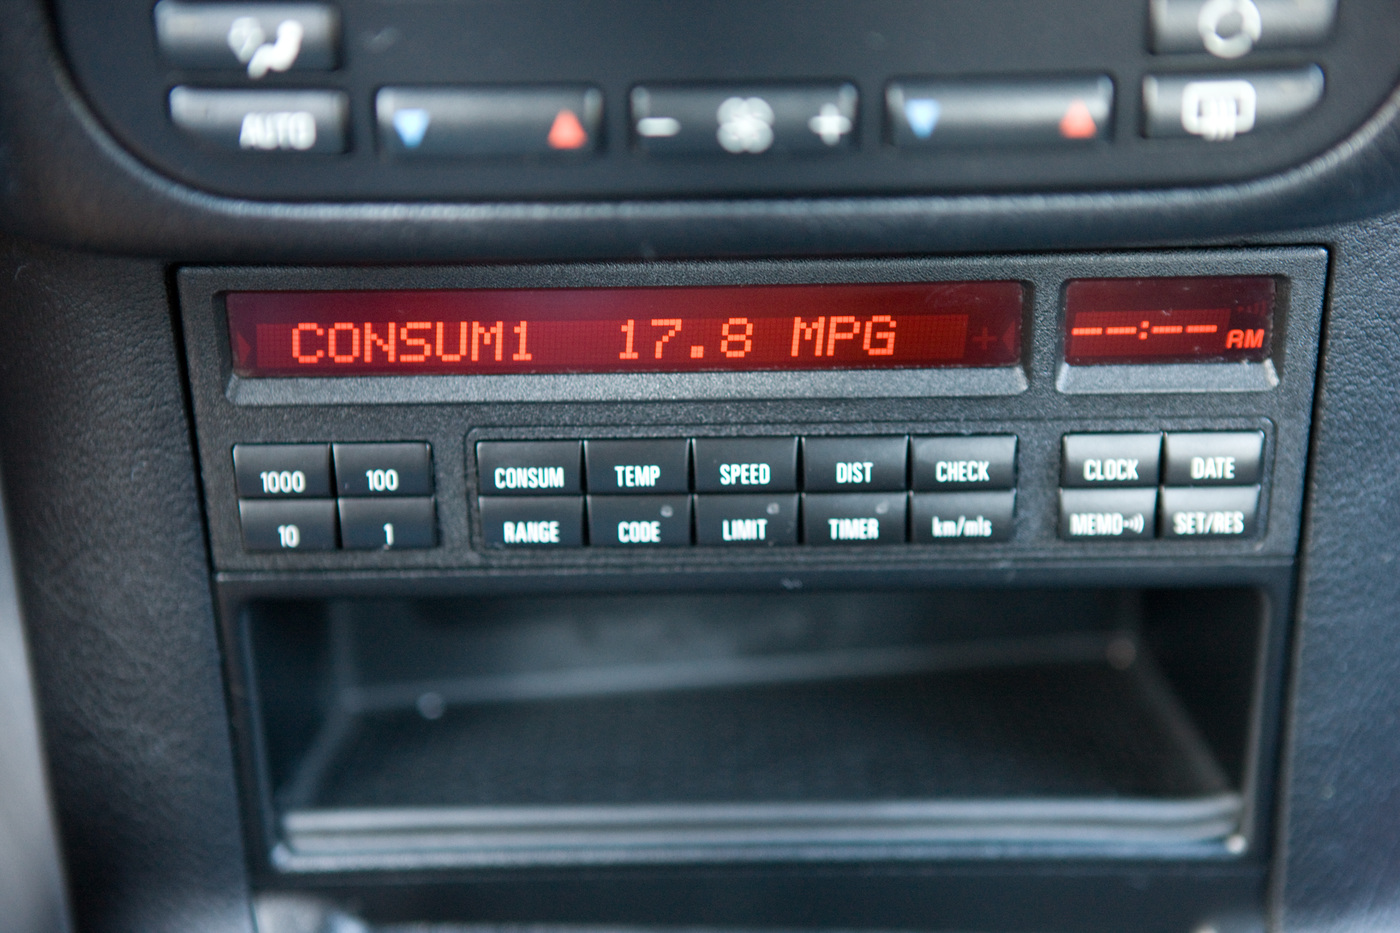 AUTO
CONSUM1 17.8 MPG
--:-- AM
1000 100
CONSUM TEMP SPEED DIST CHECK
CLOCK DATE
10 1
RANGE CODE LIMIT TIMER km/mls
MEMO SET/RES